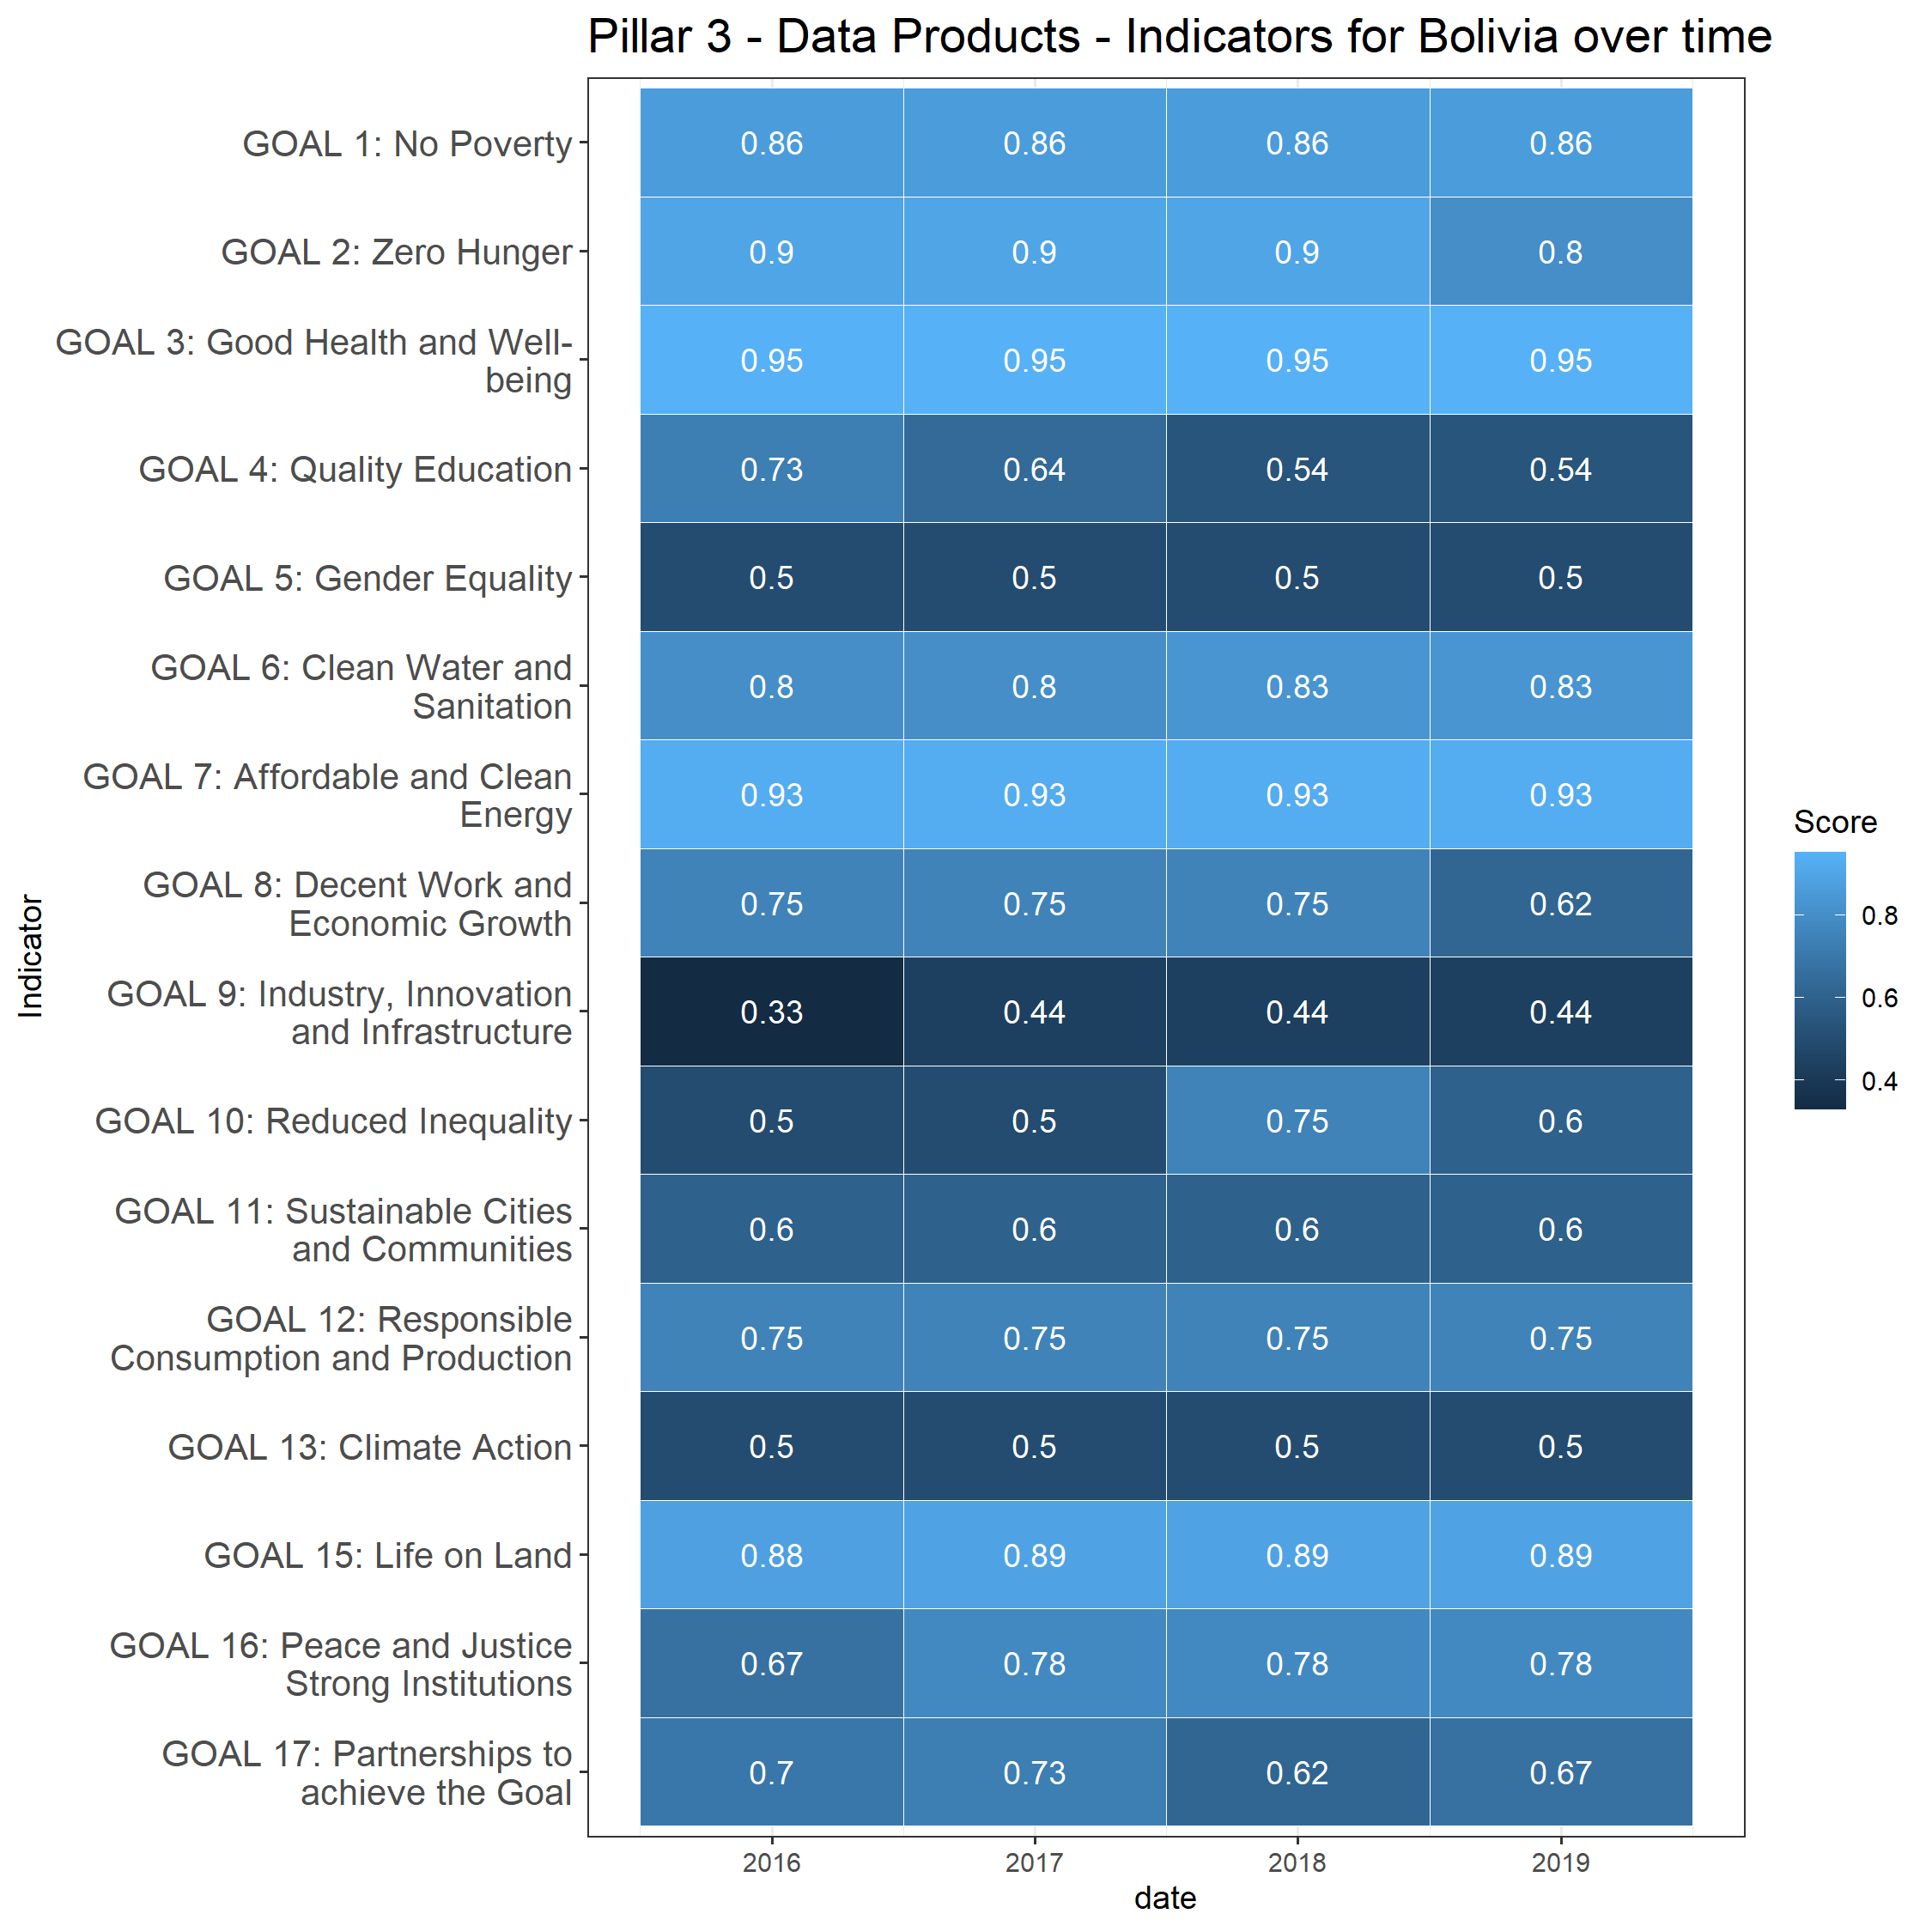 Pillar 3 - Data Products - Indicators for Bolivia over time
GOAL 1: No Poverty
0.86 0.86 0.86 0.86
GOAL 2: Zero Hunger
0.9 0.9 0.9 0.8
GOAL 3: Good Health and Well-
being
0.95 0.95 0.95 0.95
GOAL 4: Quality Education
0.73 0.64 0.54 0.54
GOAL 5: Gender Equality
0.5 0.5 0.5 0.5
GOAL 6: Clean Water and
Sanitation
0.8 0.8 0.83 0.83
GOAL 7: Affordable and Clean
Energy
0.93 0.93 0.93 0.93
GOAL 8: Decent Work and
Economic Growth
0.75 0.75 0.75 0.62
GOAL 9: Industry, Innovation
and Infrastructure
0.33 0.44 0.44 0.44
GOAL 10: Reduced Inequality
0.5 0.5 0.75 0.6
GOAL 11: Sustainable Cities
and Communities
0.6 0.6 0.6 0.6
GOAL 12: Responsible
Consumption and Production
0.75 0.75 0.75 0.75
GOAL 13: Climate Action
0.5 0.5 0.5 0.5
GOAL 15: Life on Land
0.88 0.89 0.89 0.89
GOAL 16: Peace and Justice
Strong Institutions
0.67 0.78 0.78 0.78
GOAL 17: Partnerships to
achieve the Goal
0.7 0.73 0.62 0.67
2016 2017 2018 2019
date
Indicator
Score
0.8
0.6
0.4